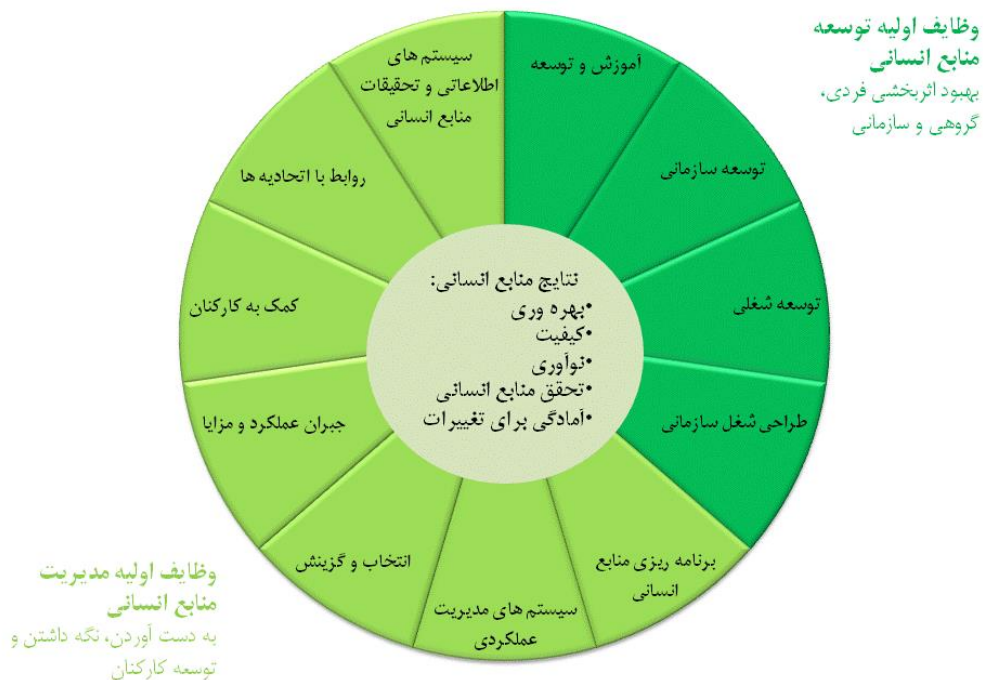 وظایف اولیه توسعه
منابع انسانی
بهبود اثربخشی فردی،
گروهی و سازمانی
آموزش و توسعه
توسعه سازمانی
توسعه شغلی
طراحی شغل سازمانی
برنامه ریزی منابع
انسانی
سیستم های مدیریت
عملکردی
انتخاب و گزینش
جبران عملکرد و مزایا
کمک به کارکنان
روابط با اتحادیه ها
سیستم های
اطلاعاتی و تحقیقات
منابع انسانی
نتایج منابع انسانی:
•بهره وری
•کیفیت
•نوآوری
•تحقق منابع انسانی
•آمادگی برای تغییرات
وظایف اولیه مدیریت
منابع انسانی
به دست آوردن، نگه داشتن و
توسعه کارکنان